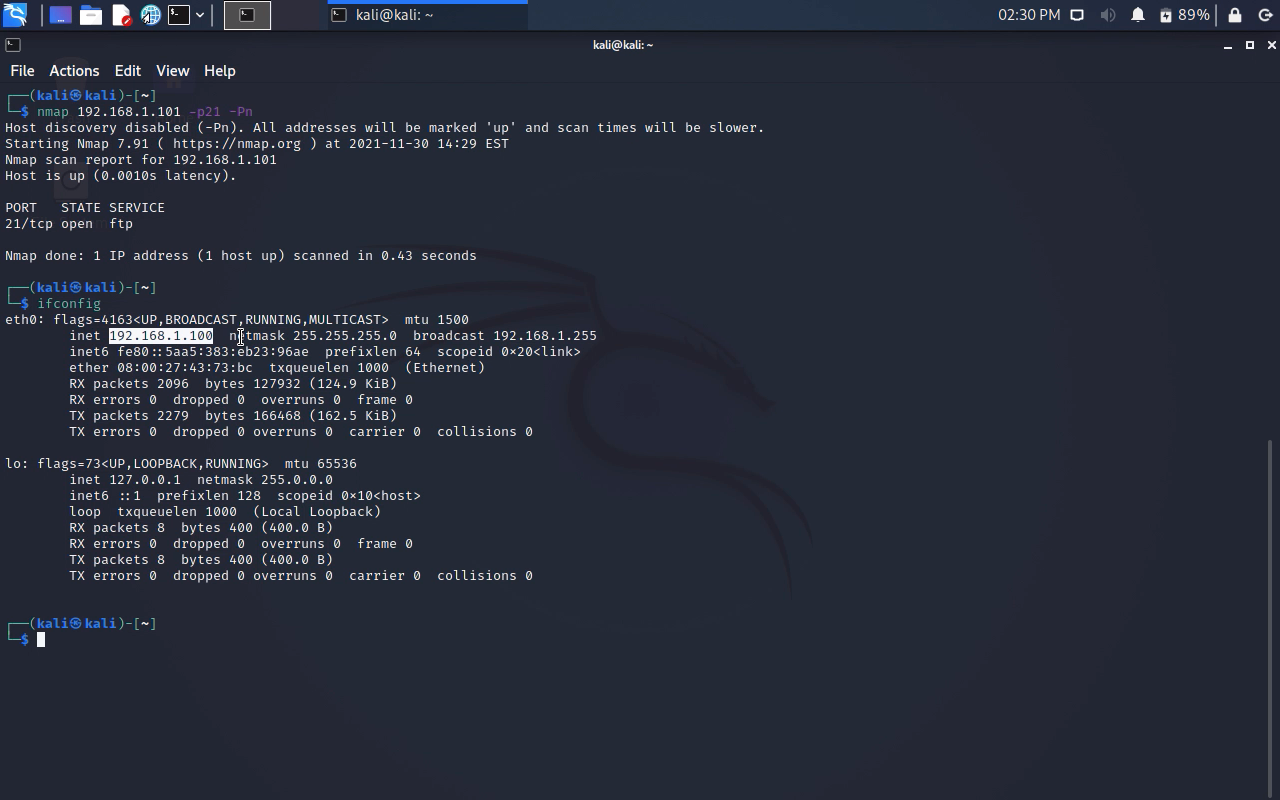 kali@kali: ~
02:30 PM
89%
kali@kali: ~
File Actions Edit View Help
┌──(kali㉿kali)-[~]
└─$ nmap 192.168.1.101 -p21 -Pn
Host discovery disabled (-Pn). All addresses will be marked 'up' and scan times will be slower.
Starting Nmap 7.91 ( https://nmap.org ) at 2021-11-30 14:29 EST
Nmap scan report for 192.168.1.101
Host is up (0.0010s latency).
PORT   STATE SERVICE
21/tcp open  ftp
Nmap done: 1 IP address (1 host up) scanned in 0.43 seconds
┌──(kali㉿kali)-[~]
└─$ ifconfig
eth0: flags=4163<UP,BROADCAST,RUNNING,MULTICAST>  mtu 1500
inet 192.168.1.100  netmask 255.255.255.0  broadcast 192.168.1.255
inet6 fe80::5aa5:383:eb23:96ae  prefixlen 64  scopeid 0×20<link>
ether 08:00:27:43:73:bc  txqueuelen 1000  (Ethernet)
RX packets 2096  bytes 127932 (124.9 KiB)
RX errors 0  dropped 0  overruns 0  frame 0
TX packets 2279  bytes 166468 (162.5 KiB)
TX errors 0  dropped 0 overruns 0  carrier 0  collisions 0
lo: flags=73<UP,LOOPBACK,RUNNING>  mtu 65536
inet 127.0.0.1  netmask 255.0.0.0
inet6 ::1  prefixlen 128  scopeid 0×10<host>
loop  txqueuelen 1000  (Local Loopback)
RX packets 8  bytes 400 (400.0 B)
RX errors 0  dropped 0  overruns 0  frame 0
TX packets 8  bytes 400 (400.0 B)
TX errors 0  dropped 0 overruns 0  carrier 0  collisions 0
┌──(kali㉿kali)-[~]
└─$